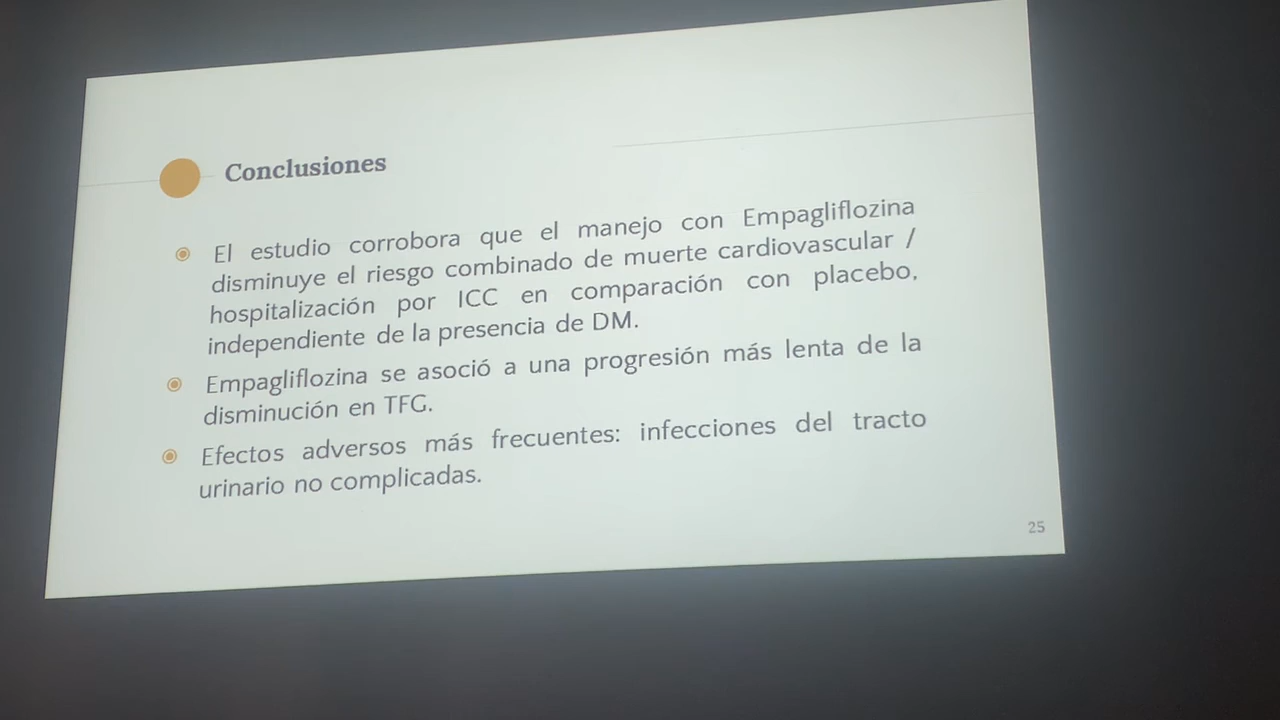 Conclusiones
El estudio corrobora que el manejo con Empagliflozina
disminuye el riesgo combinado de muerte cardiovascular /
hospitalización por ICC en comparación con placebo,
independiente de la presencia de DM.
Empagliflozina se asoció a una progresión más lenta de la
disminución en TFG.
Efectos adversos más frecuentes: infecciones del tracto
urinario no complicadas.
25